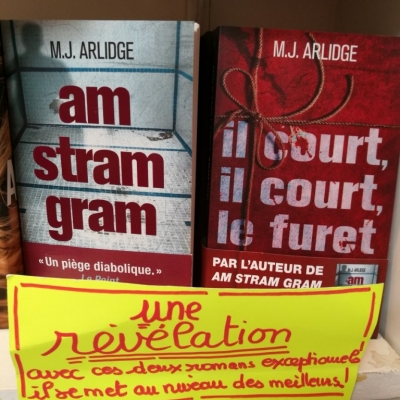 M.J. ARLIDGE
am
stram
gram
« Un piège diabolique. »
Le Point
M.J. ARLIDGE
il court,
il court,
le furet
PAR L'AUTEUR DE
AM STRAM GRAM
am
une
révélation
avec ces deux romans exceptionnels
il se met au niveau des meilleurs !